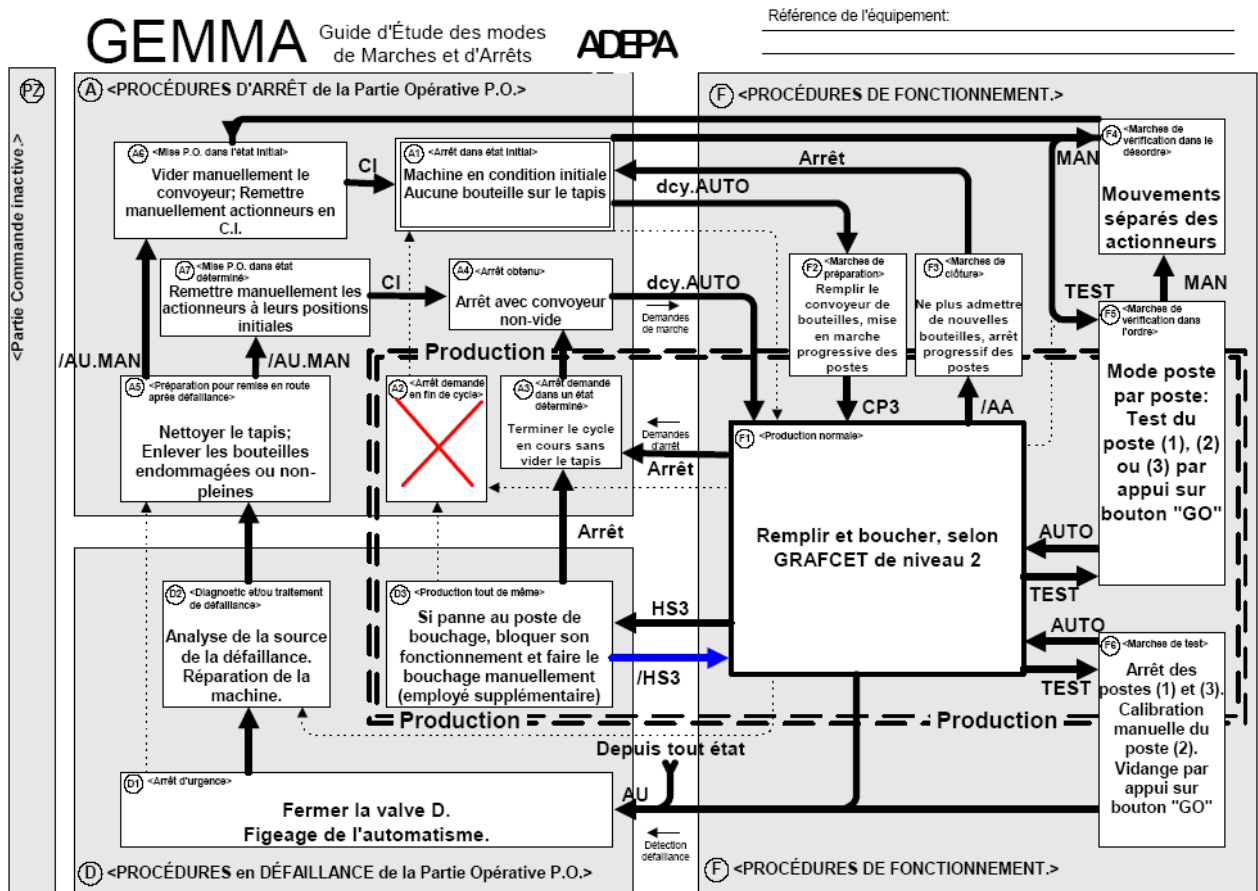 GEMMA
Guide d'Étude des modes
de Marches et d'Arrêts
ADEPA
Référence de l'équipement:
PZ
<Partie Commande inactive.>
A <PROCÉDURES D'ARRÊT de la Partie Opérative P.O.>
F <PROCÉDURES DE FONCTIONNEMENT.>
A6 <Mise P.O. dans l'état initial>
Vider manuellement le
convoyeur; Remettre
manuellement actionneurs en
C.I.
CI
A1 <Arrêt dans état initial>
Machine en condition initiale
Aucune bouteille sur le tapis
Arrêt
dcy.AUTO
MAN
F4 <Marches de
vérification dans le
désordre>
Mouvements
séparés des
actionneurs
A7 <Mise P.O. dans état
déterminé>
Remettre manuellement les
actionneurs à leurs positions
initiales
CI
A4 <Arrêt obtenu>
Arrêt avec convoyeur
non-vide
dcy.AUTO
Demandes
de marche
F2 <Marches de
préparation>
Remplir le
convoyeur de
bouteilles, mise
en marche
progressive des
postes
F3 <Marches de
clôture>
Ne plus admettre
de nouvelles
bouteilles, arrêt
progressif des
postes
TEST
MAN
F5 <Marches de
vérification dans
l'ordre>
Mode poste
par poste:
Test du
poste (1), (2)
ou (3) par
appui sur
bouton "GO"
/AU.MAN
/AU.MAN
Production
A5 <Préparation pour remise en route
après défaillance>
Nettoyer le tapis;
Enlever les bouteilles
endommagées ou non-
pleines
A2 <Arrêt demandé
en fin de cycle>
A3 <Arrêt demandé
dans un état
déterminé>
Terminer le cycle
en cours sans
vider le tapis
CP3
/AA
Demandes
d'arrêt
Arrêt
F1 <Production normale>
Remplir et boucher, selon
GRAFCET de niveau 2
Arrêt
AUTO
TEST
D2 <Diagnostic et/ou traitement
de défaillance>
Analyse de la source
de la défaillance.
Réparation de la
machine.
D3 <Production tout de même>
Si panne au poste de
bouchage, bloquer son
fonctionnement et faire le
bouchage manuellement
(employé supplémentaire)
HS3
/HS3
AUTO
TEST
F6 <Marches de test>
Arrêt des
postes (1) et (3).
Calibration
manuelle du
poste (2).
Vidange par
appui sur
bouton "GO"
Production
Production
Depuis tout état
D1 <Arrêt d'urgence>
Fermer la valve D.
Figeage de l'automatisme.
AU
Détection
défaillance
D <PROCÉDURES en DÉFAILLANCE de la Partie Opérative P.O.>
F <PROCÉDURES DE FONCTIONNEMENT.>